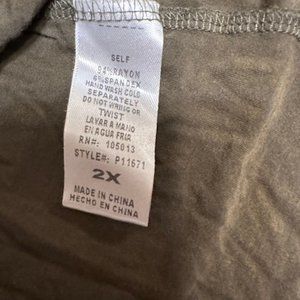 SELF
94%RAYON
6%SPANDEX
HAND WASH COLD
SEPARATELY
DO NOT WRING OR
TWIST
LAVAR A MANO
EN AGUA FRIA
RN#: 105013
STYLE#: P11671
2X
MADE IN CHINA
HECHO EN CHINA